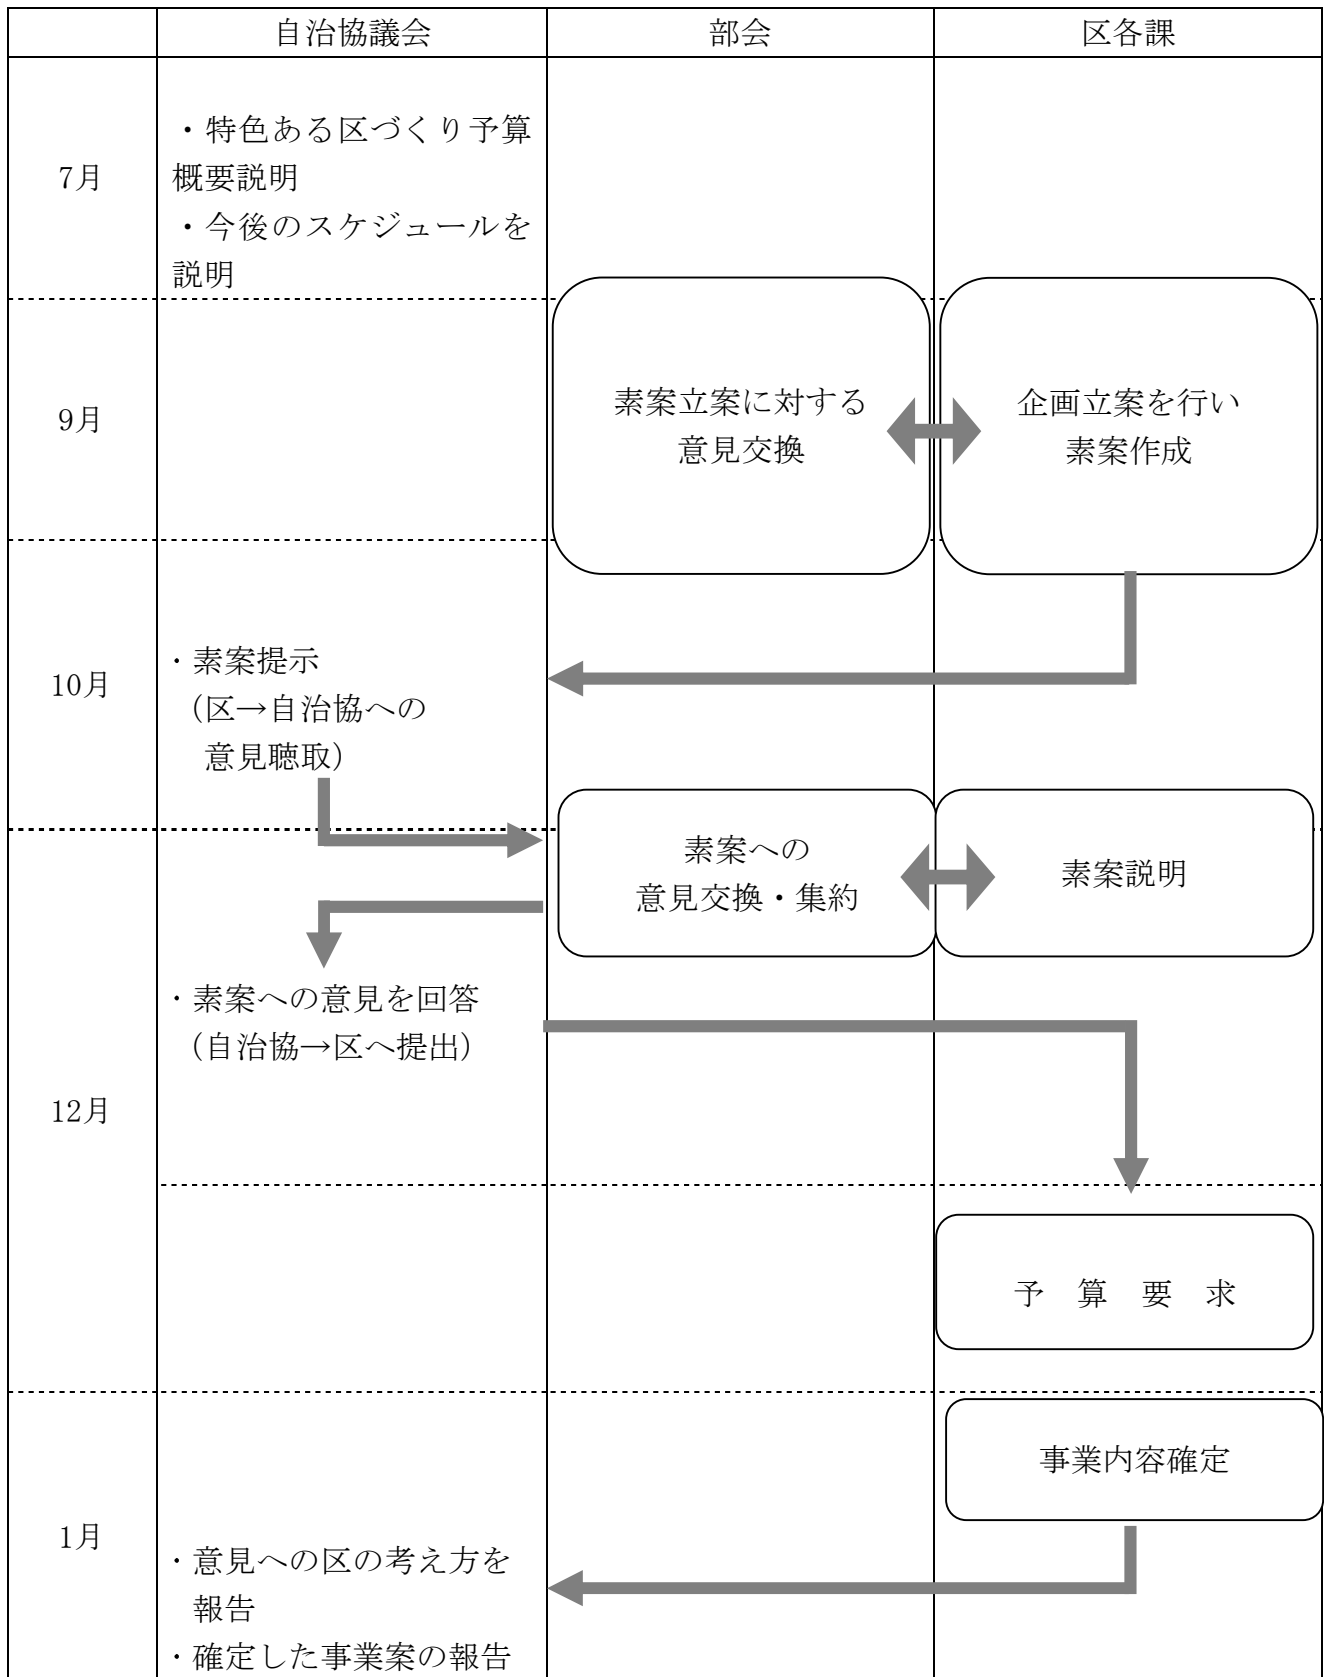 自治協議会
部会
区各課
7月
・特色ある区づくり予算
概要説明
・今後のスケジュールを
説明
9月
素案立案に対する
意見交換
企画立案を行い
素案作成
10月
・素案提示
（区→自治協への
意見聴取）
素案への
意見交換・集約
素案説明
12月
・素案への意見を回答
（自治協→区へ提出）
予　算　要　求
1月
事業内容確定
・意見への区の考え方を
報告
・確定した事業案の報告